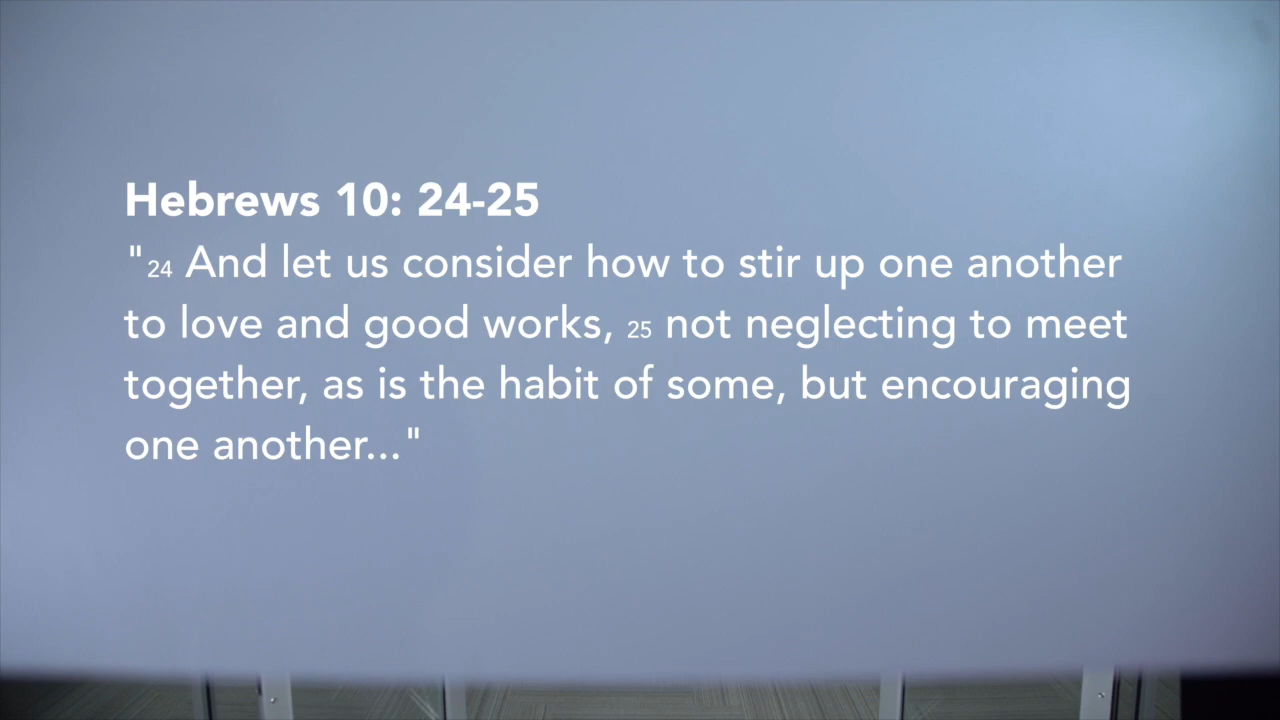 Hebrews 10: 24-25
"24 And let us consider how to stir up one another
to love and good works, 25 not neglecting to meet
together, as is the habit of some, but encouraging
one another..."